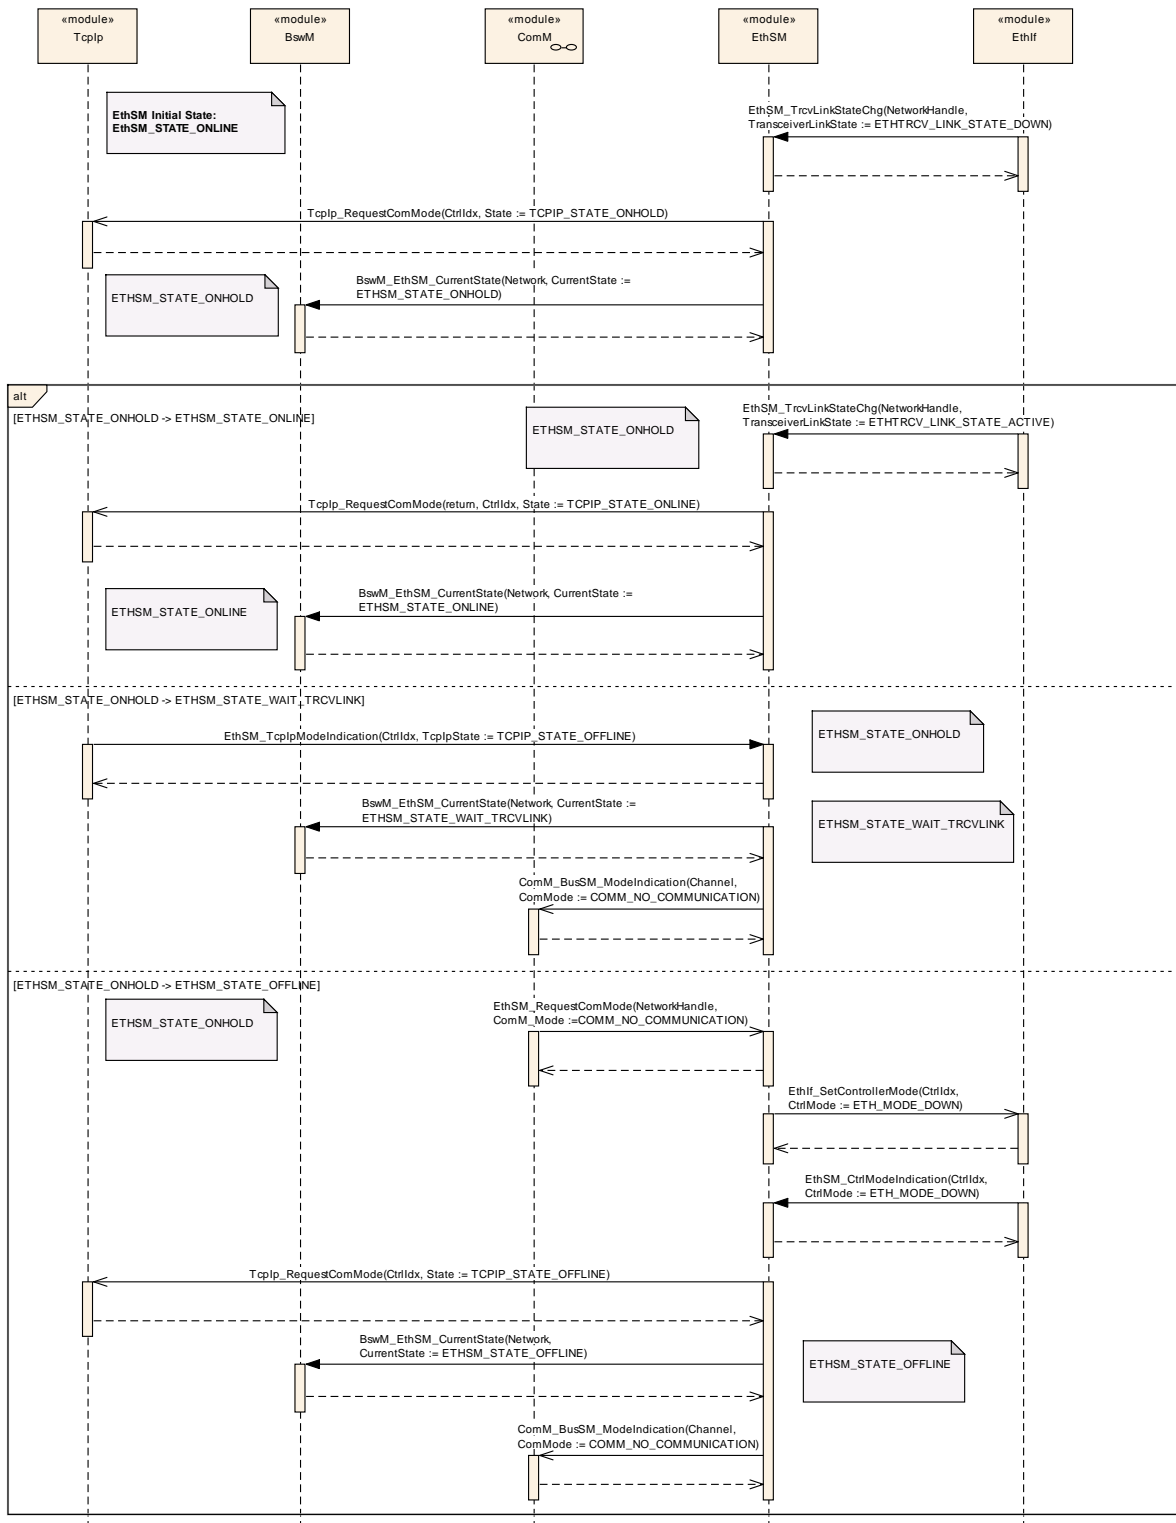 «module»
TcpIp
«module»
BswM
«module»
ComM
«module»
EthSM
«module»
EthIf
EthSM Initial State:
EthSM_STATE_ONLINE
EthSM_TrcvLinkStateChg(NetworkHandle,
TransceiverLinkState := ETHTRCV_LINK_STATE_DOWN)
TcpIp_RequestComMode(CtrlIdx, State := TCPIP_STATE_ONHOLD)
ETHSM_STATE_ONHOLD
BswM_EthSM_CurrentState(Network, CurrentState :=
ETHSM_STATE_ONHOLD)
alt
[ETHSM_STATE_ONHOLD -> ETHSM_STATE_ONLINE]
ETHSM_STATE_ONHOLD
EthSM_TrcvLinkStateChg(NetworkHandle,
TransceiverLinkState := ETHTRCV_LINK_STATE_ACTIVE)
TcpIp_RequestComMode(return, CtrlIdx, State := TCPIP_STATE_ONLINE)
ETHSM_STATE_ONLINE
BswM_EthSM_CurrentState(Network, CurrentState :=
ETHSM_STATE_ONLINE)
[ETHSM_STATE_ONHOLD -> ETHSM_STATE_WAIT_TRCVLINK]
EthSM_TcpIpModeIndication(CtrlIdx, TcpIpState := TCPIP_STATE_OFFLINE)
ETHSM_STATE_ONHOLD
BswM_EthSM_CurrentState(Network, CurrentState :=
ETHSM_STATE_WAIT_TRCVLINK)
ETHSM_STATE_WAIT_TRCVLINK
ComM_BusSM_ModeIndication(Channel,
ComMode := COMM_NO_COMMUNICATION)
[ETHSM_STATE_ONHOLD -> ETHSM_STATE_OFFLINE]
ETHSM_STATE_ONHOLD
EthSM_RequestComMode(NetworkHandle,
ComM_Mode :=COMM_NO_COMMUNICATION)
EthIf_SetControllerMode(CtrlIdx,
CtrlMode := ETH_MODE_DOWN)
EthSM_CtrlModeIndication(CtrlIdx,
CtrlMode := ETH_MODE_DOWN)
TcpIp_RequestComMode(CtrlIdx, State := TCPIP_STATE_OFFLINE)
BswM_EthSM_CurrentState(Network,
CurrentState := ETHSM_STATE_OFFLINE)
ETHSM_STATE_OFFLINE
ComM_BusSM_ModeIndication(Channel,
ComMode := COMM_NO_COMMUNICATION)